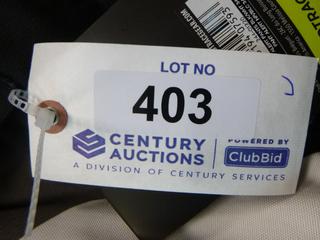 LOT NO
403
CENTURY
AUCTIONS
POWERED BY
ClubBid
A DIVISION OF CENTURY SERVICES